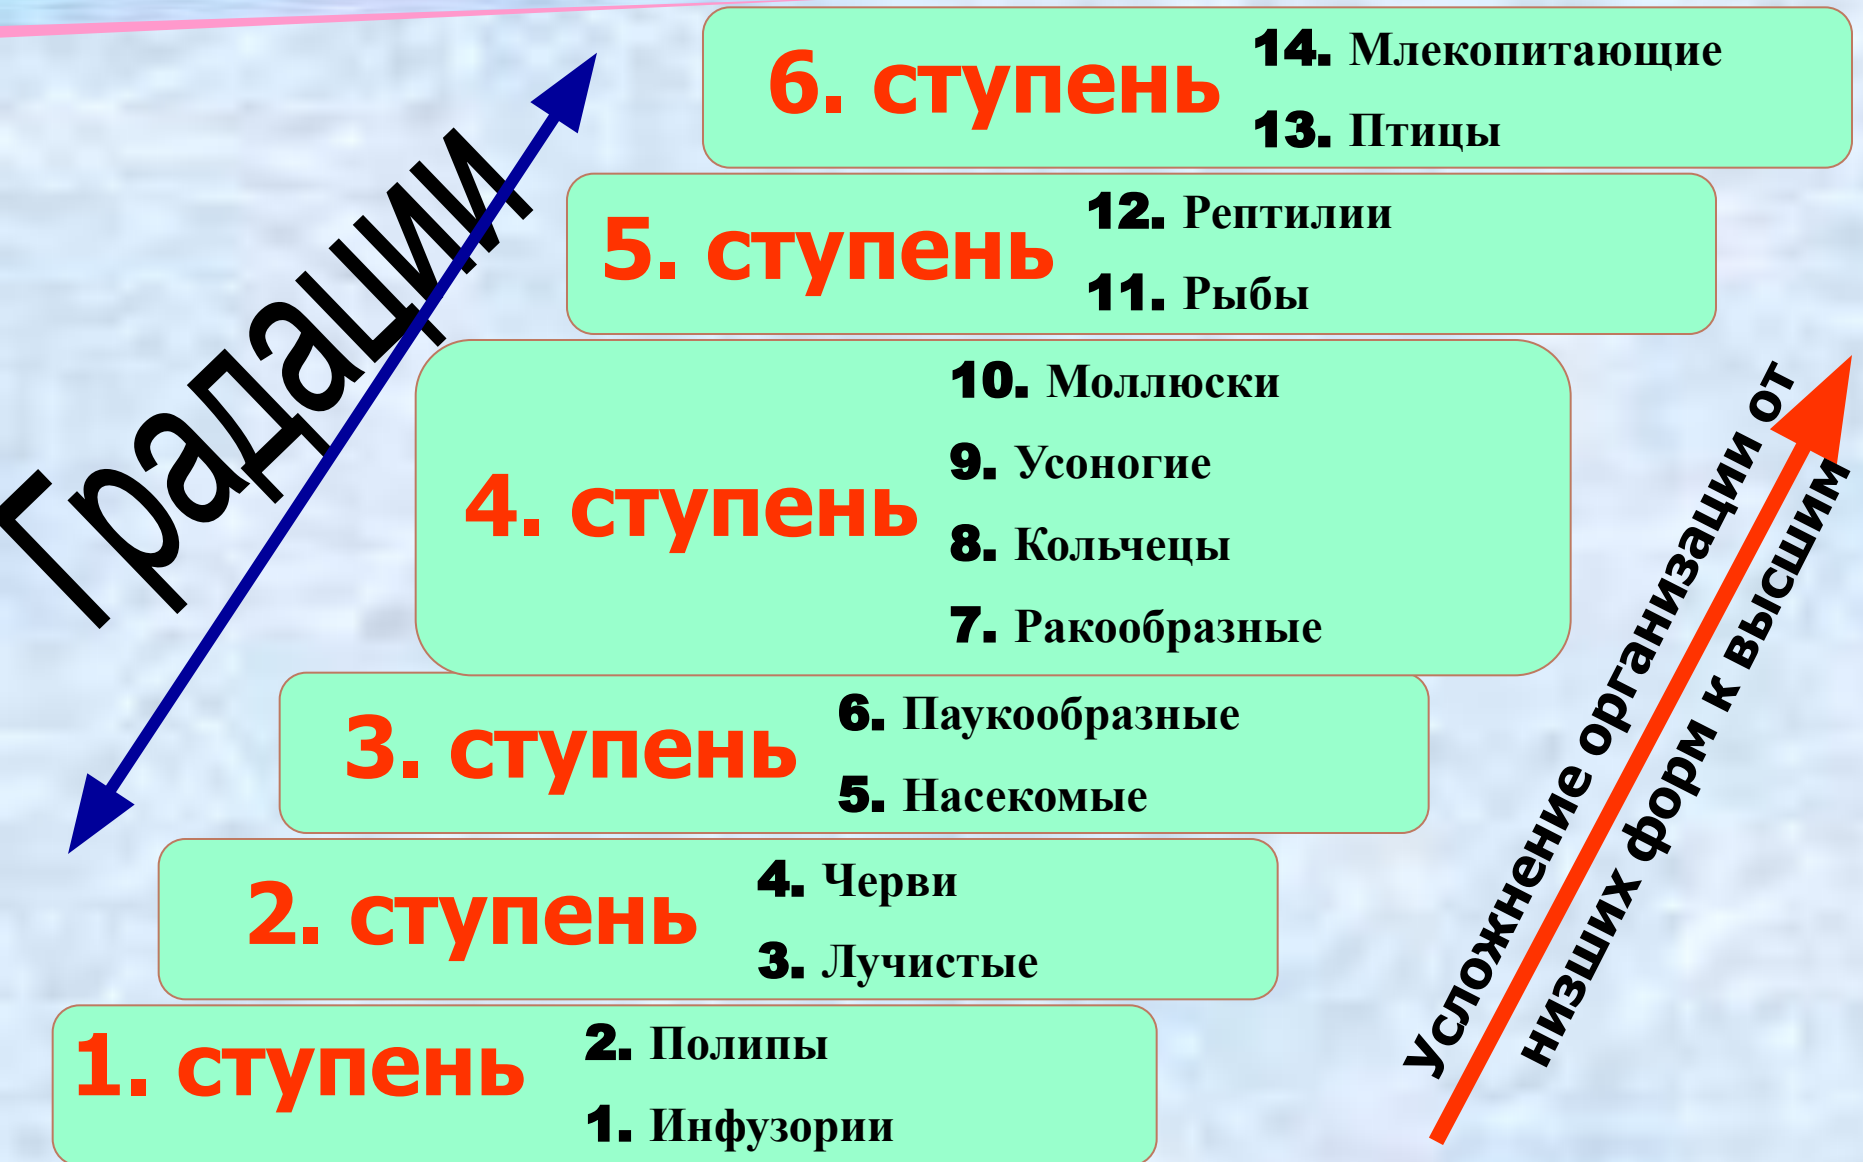 Градации
6. ступень
14. Млекопитающие
13. Птицы
5. ступень
12. Рептилии
11. Рыбы
4. ступень
10. Моллюски
9. Усоногие
8. Кольчецы
7. Ракообразные
3. ступень
6. Паукообразные
5. Насекомые
2. ступень
4. Черви
3. Лучистые
1. ступень
2. Полипы
1. Инфузории
Усложнение организации от
низших форм к высшим